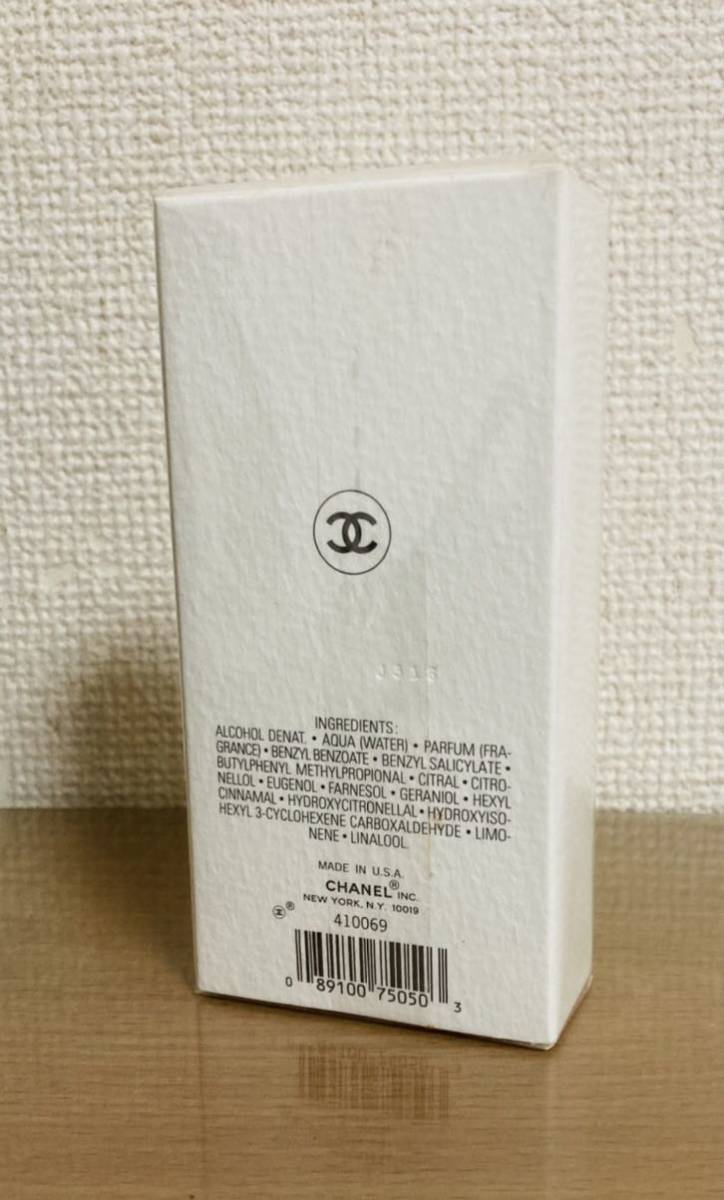 J316
INGREDIENTS:
ALCOHOL DENAT. • AQUA (WATER) • PARFUM (FRA-
GRANCE) • BENZYL BENZOATE • BENZYL SALICYLATE •
BUTYLPHENYL METHYLPROPIONAL • CITRAL • CITRO-
NELLOL • EUGENOL • FARNESOL • GERANIOL • HEXYL
CINNAMAL • HYDROXYCITRONELLAL • HYDROXYISO-
HEXYL 3-CYCLOHEXENE CARBOXALDEHYDE • LIMO-
NENE • LINALOOL
MADE IN U.S.A.
CHANEL® INC.
NEW YORK, N.Y. 10019
410069
0 89100 75050 3